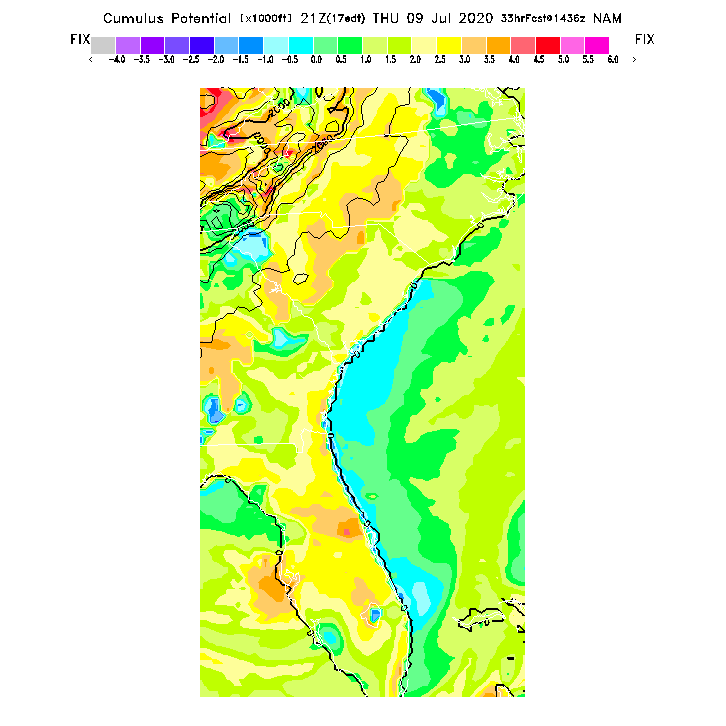 Cumulus Potential [x1000ft] 21Z(17edt) THU 09 Jul 2020 33hrFcst@1436z NAM
FIX FIX
< -4.0 -3.5 -3.0 -2.5 -2.0 -1.5 -1.0 -0.5 0.0 0.5 1.0 1.5 2.0 2.5 3.0 3.5 4.0 4.5 5.0 5.5 6.0 >
2000